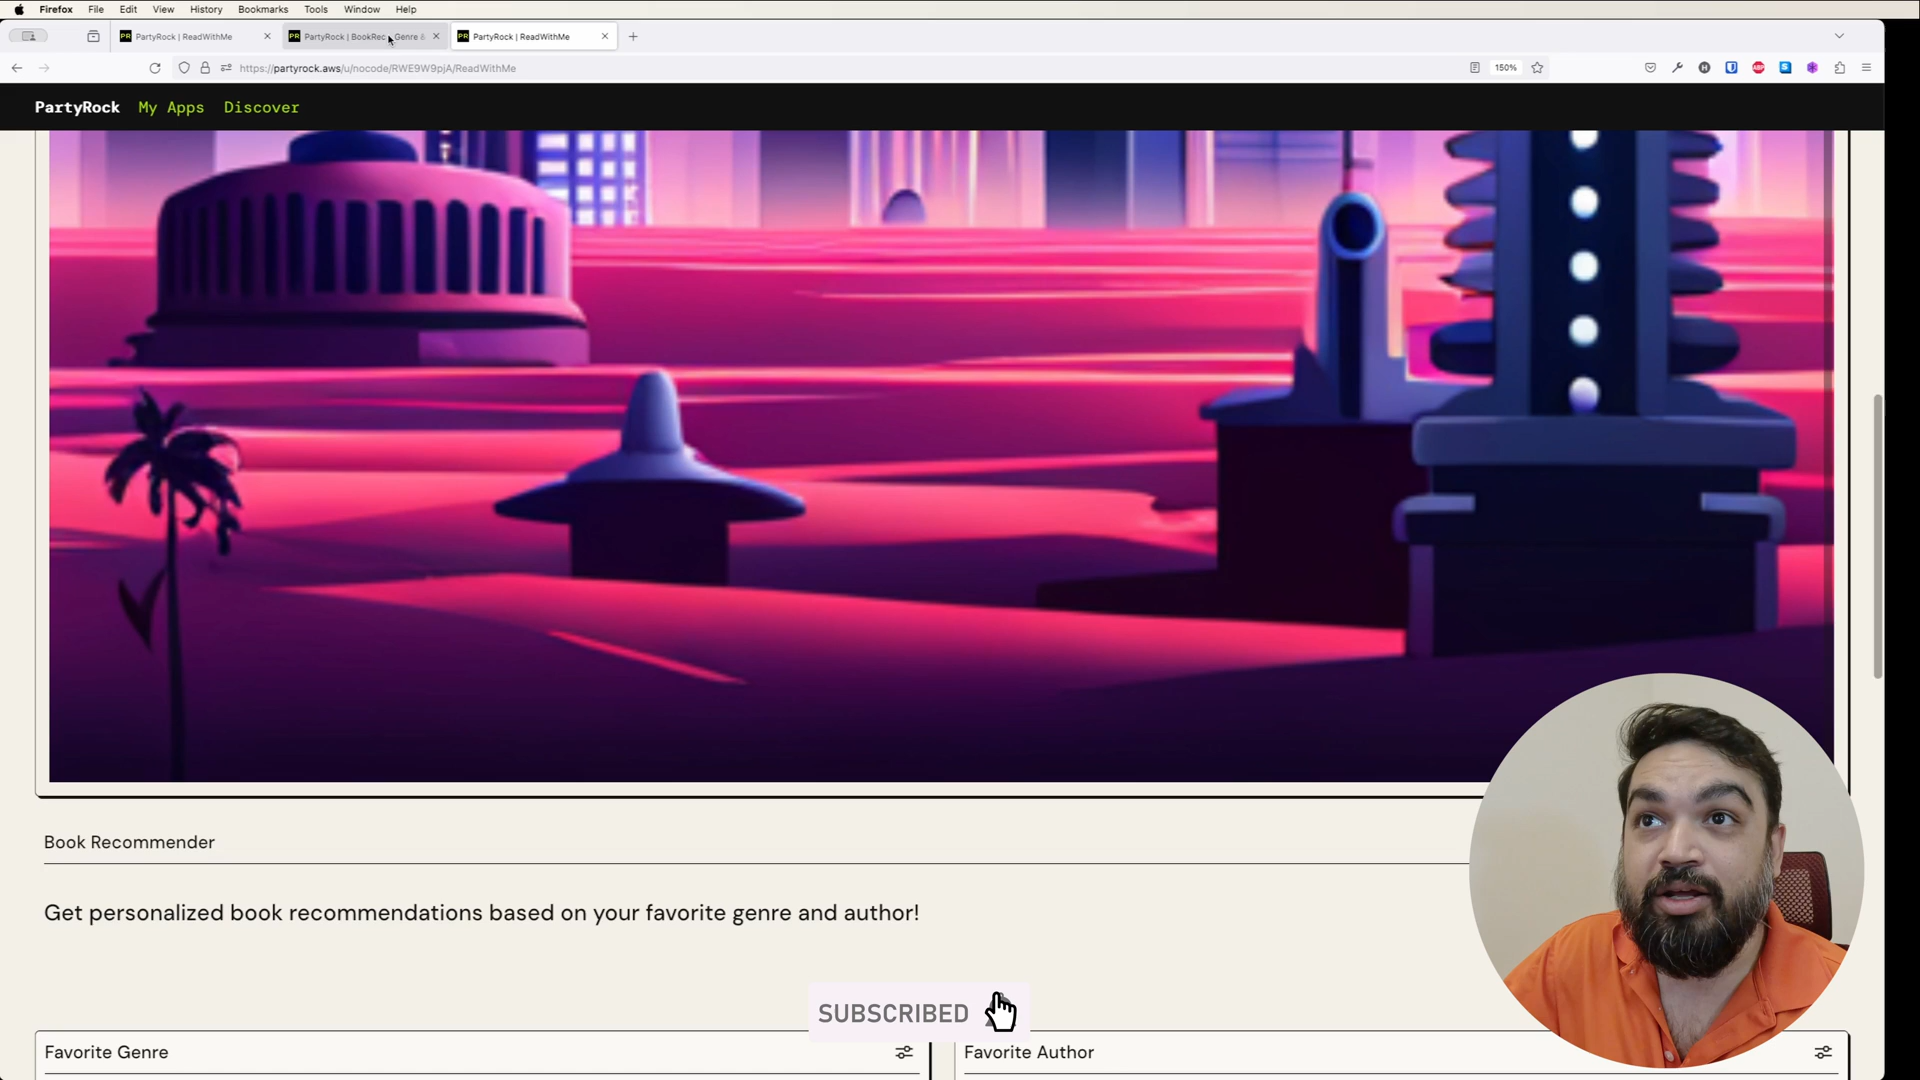 Firefox File Edit View History Bookmarks Tools Window Help
PartyRock | ReadWithMe
PartyRock | BookRec Genre &
PartyRock | ReadWithMe
https://partyrock.aws/u/nocode/RWE9W9pjA/ReadWithMe
150%
PartyRock My Apps Discover
Book Recommender
Get personalized book recommendations based on your favorite genre and author!
SUBSCRIBED
Favorite Genre
Favorite Author